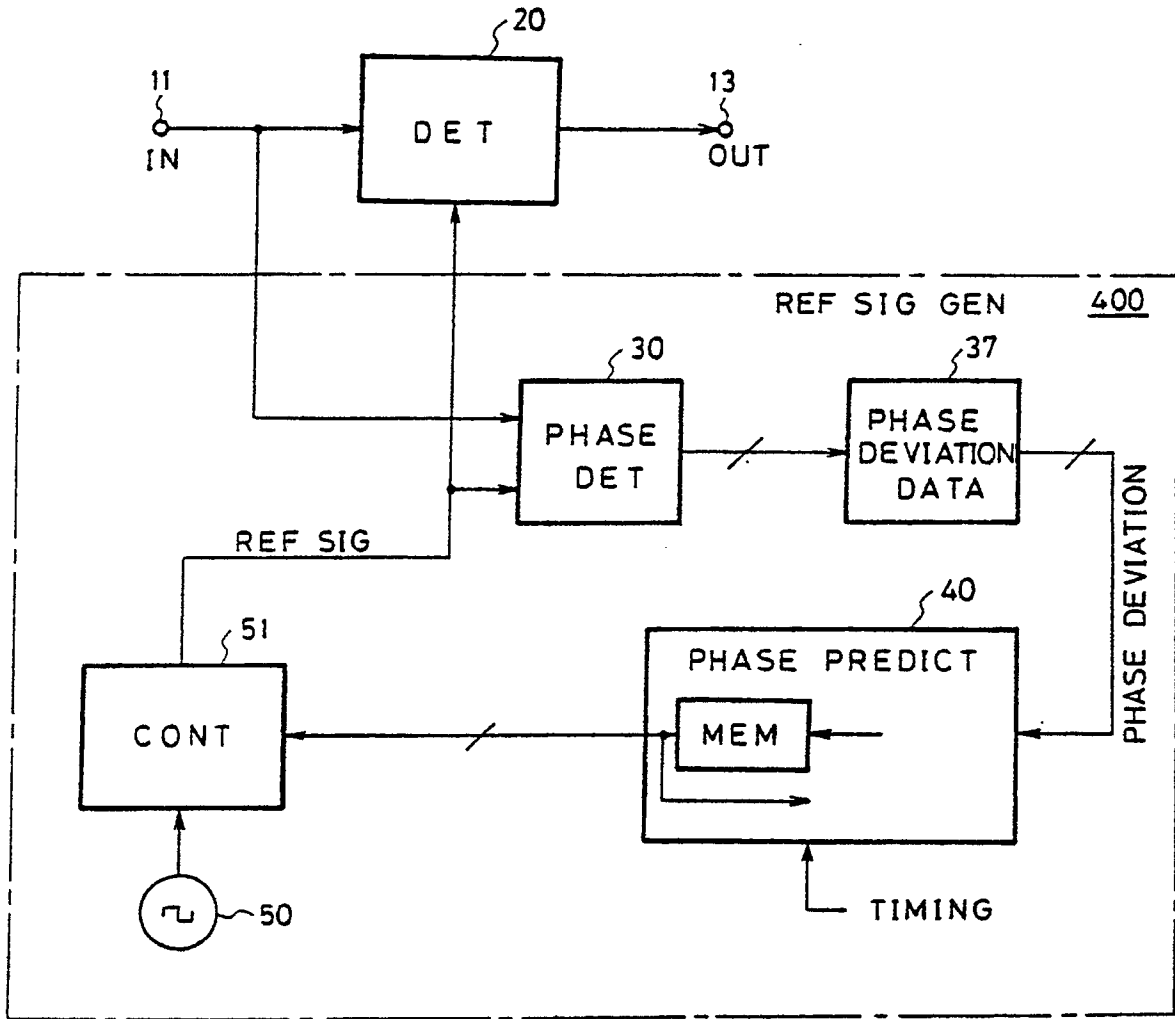 20
11
13
DET
IN
OUT
REF SIG GEN 400
30
37
PHASE
DET
PHASE
DEVIATION
DATA
PHASE DEVIATION
REF SIG
40
51
PHASE PREDICT
CONT
MEM
50
TIMING